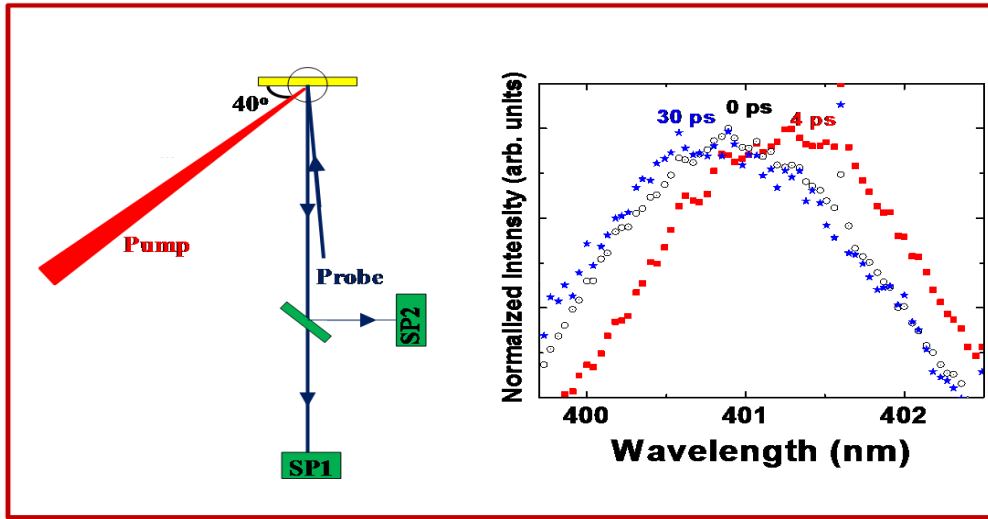 40°
Pump
Probe
SP2
SP1
30 ps
0 ps
4 ps
Normalized Intensity (arb. units)
400
401
402
Wavelength (nm)